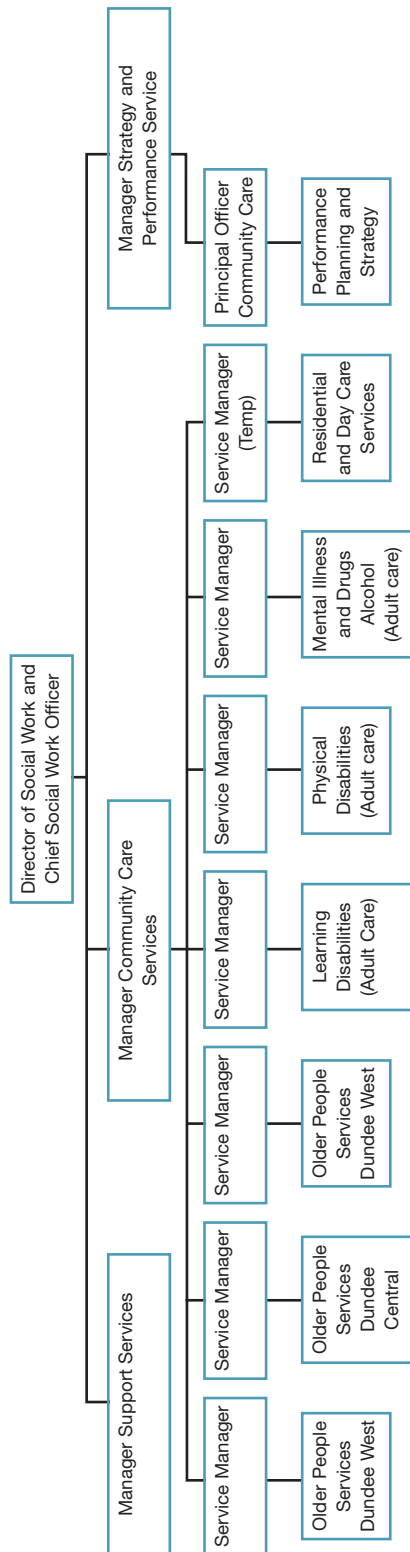 Director of Social Work and
Chief Social Work Officer
Manager Support Services
Manager Community Care
Services
Manager Strategy and
Performance Service
Service Manager
Service Manager
Service Manager
Service Manager
Service Manager
Service Manager
Service Manager
(Temp)
Principal Officer
Community Care
Older People
Services
Dundee West
Older People
Services
Dundee
Central
Older People
Services
Dundee West
Learning
Disabilities
(Adult Care)
Physical
Disabilities
(Adult care)
Mental Illness
and Drugs
Alcohol
(Adult care)
Residential
and Day Care
Services
Performance
Planning and
Strategy